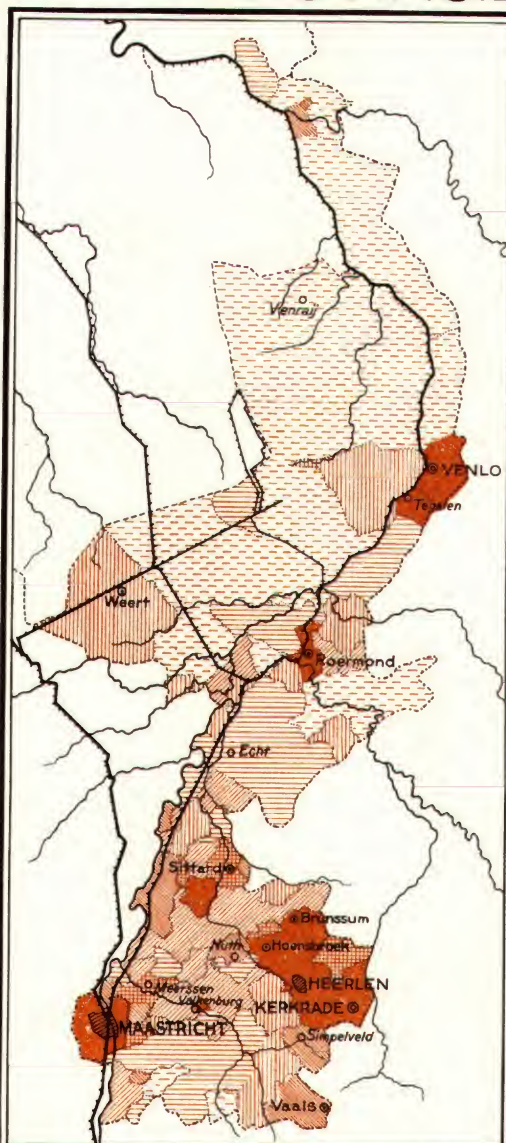 Venraij
VENLO
Tegelen
Weert
Roermond
Echt
Sittard
Brunssum
Hoensbroek
Nuth
Meerssen
HEERLEN
Valkenburg
KERKRADE
MAASTRICHT
Simpelveld
Vaals